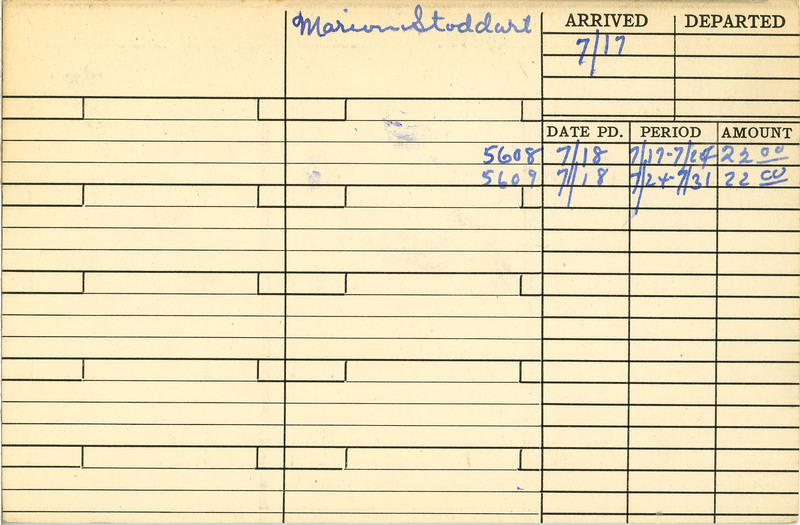 Marion Stoddart ARRIVED DEPARTED
7/17
DATE PD. PERIOD AMOUNT
5608 7/18 7/17-7/24 22 00
5609 7/18 7/24-7/31 22 00